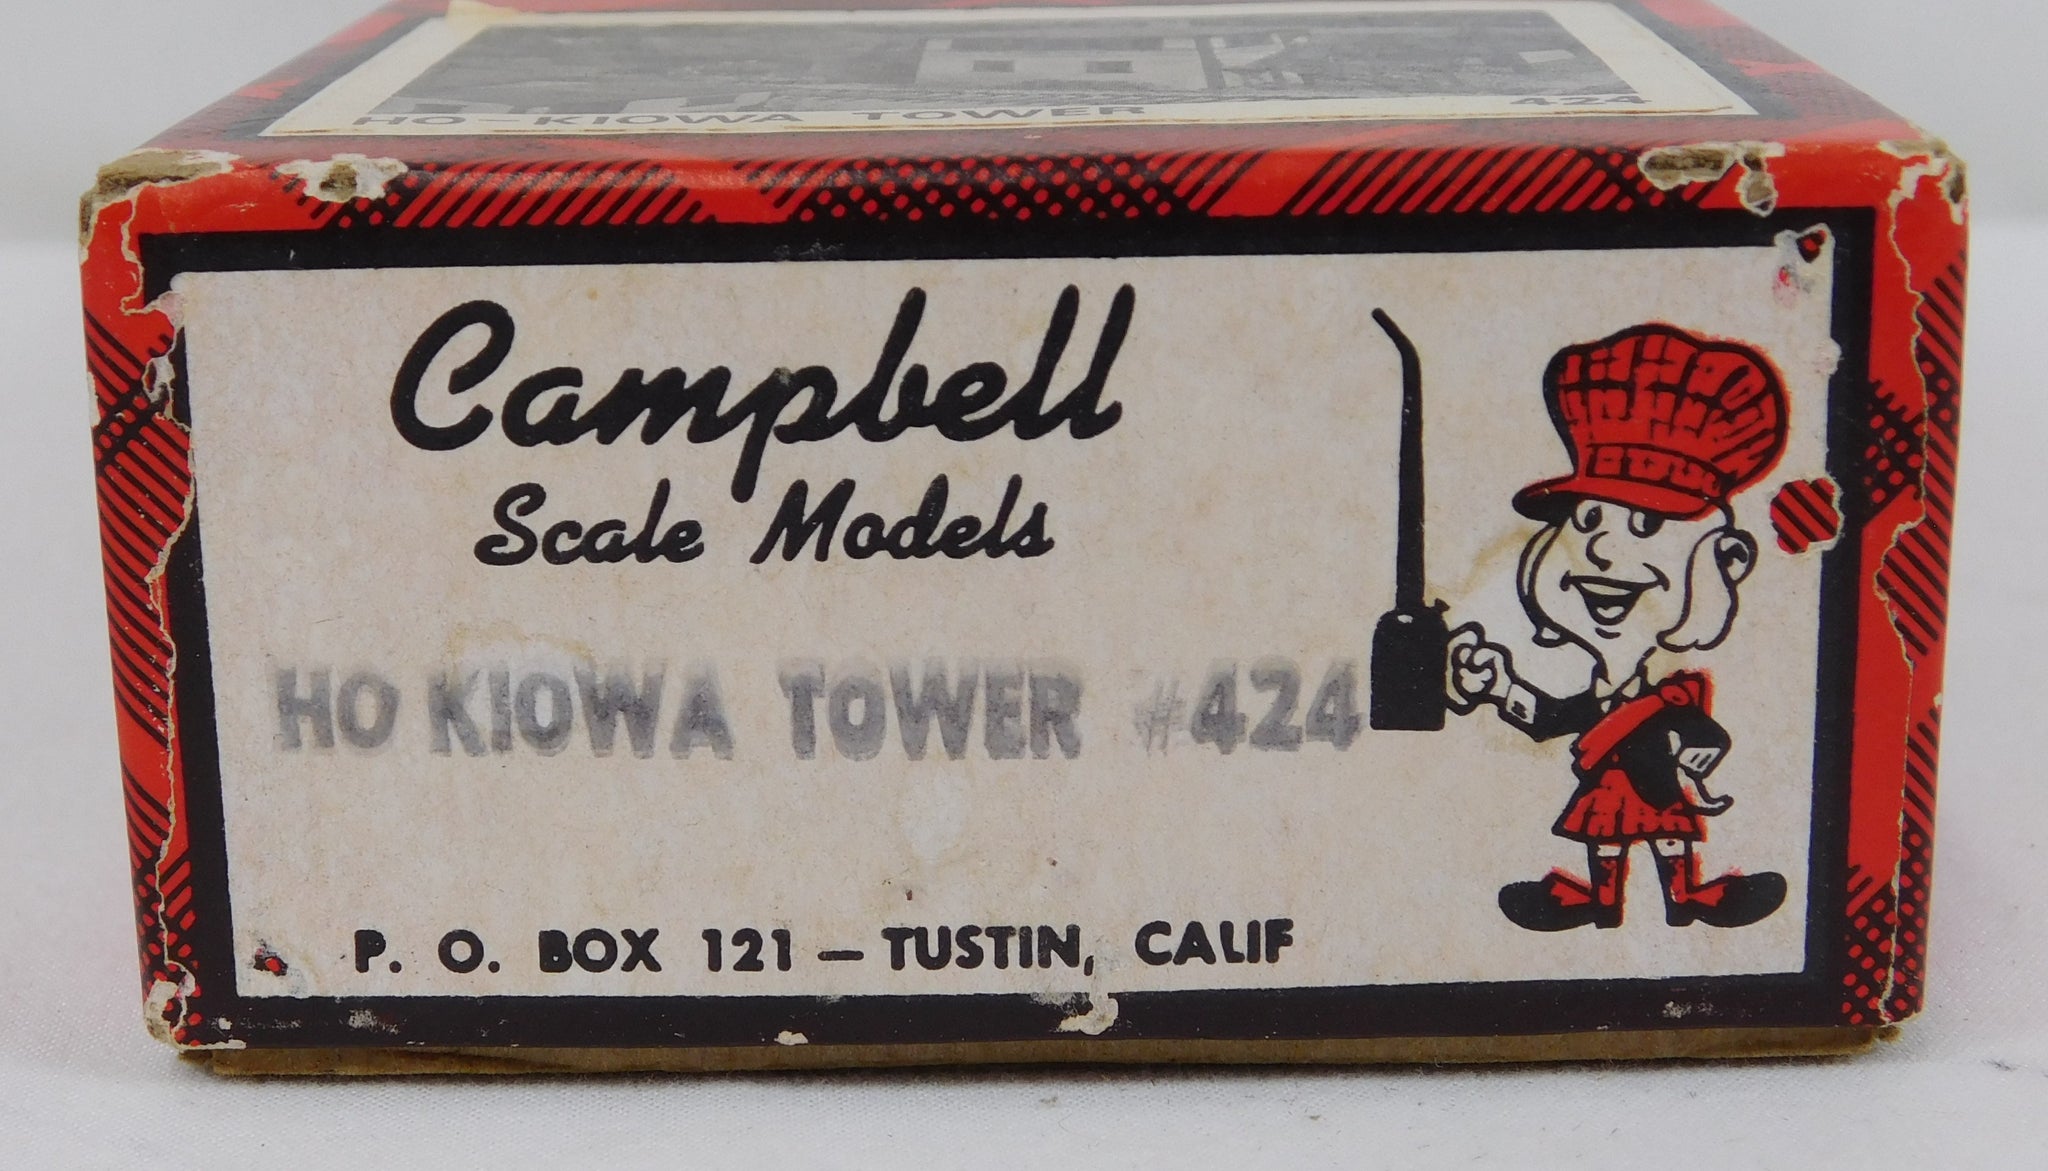 HO-KIOWA TOWER 424
Campbell
Scale Models
HO KIOWA TOWER #424
P. O. BOX 121 — TUSTIN, CALIF